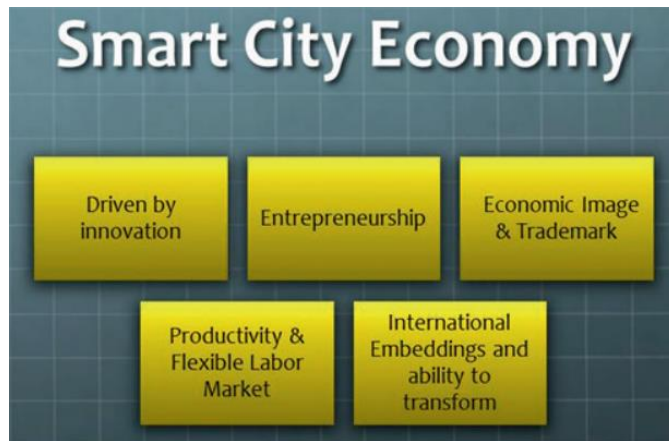 Smart City Economy
Driven by
innovation
Entrepreneurship
Economic Image
& Trademark
Productivity &
Flexible Labor
Market
International
Embeddings and
ability to
transform